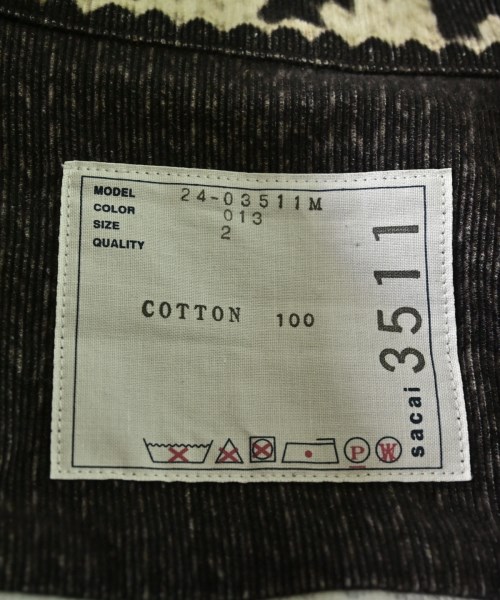 MODEL 24-03511M
COLOR 013
SIZE 2
QUALITY
COTTON 100
P W
sacai 3511